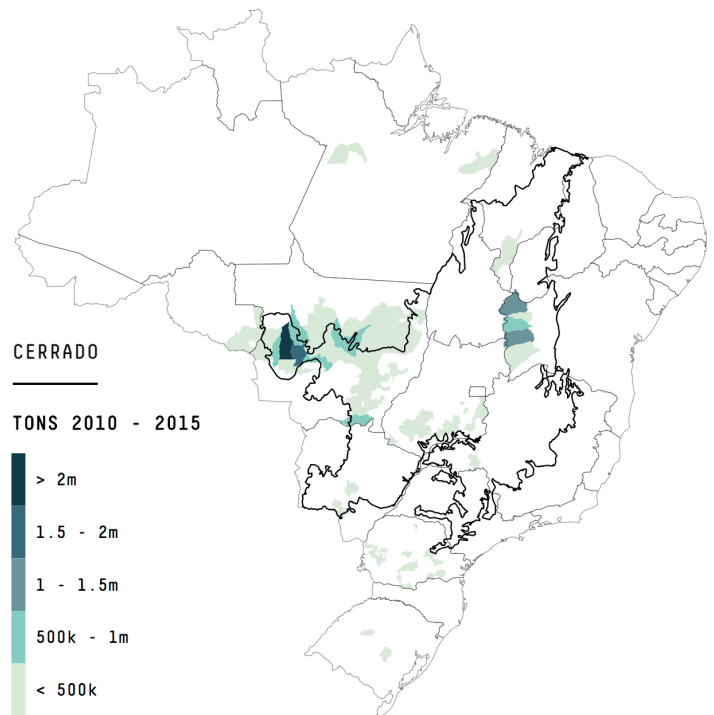 CERRADO
TONS 2010 - 2015
> 2m
1.5 - 2m
1 - 1.5m
500k - 1m
< 500k